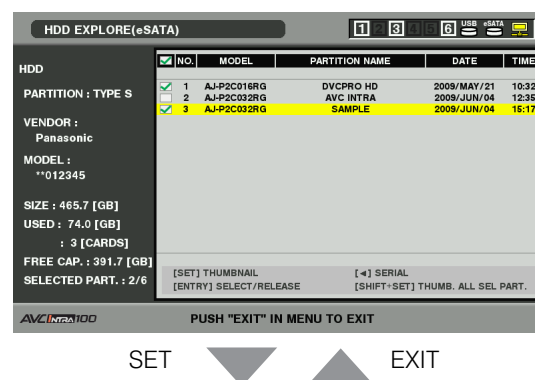 HDD EXPLORE(eSATA)
1 2 3 4 5 6 USB eSATA
HDD
PARTITION : TYPE S
VENDOR :
Panasonic
MODEL :
**012345
SIZE : 465.7 [GB]
USED : 74.0 [GB]
: 3 [CARDS]
FREE CAP. : 391.7 [GB]
SELECTED PART. : 2/6
NO. MODEL PARTITION NAME DATE TIME
1 AJ-P2C016RG DVCPRO HD 2009/MAY/21 10:32
2 AJ-P2C032RG AVC INTRA 2009/JUN/04 12:35
3 AJ-P2C032RG SAMPLE 2009/JUN/04 15:17
[SET] THUMBNAIL [◄] SERIAL
[ENTRY] SELECT/RELEASE [SHIFT+SET] THUMB. ALL SEL PART.
AVC INTRA 100 PUSH "EXIT" IN MENU TO EXIT
SET EXIT